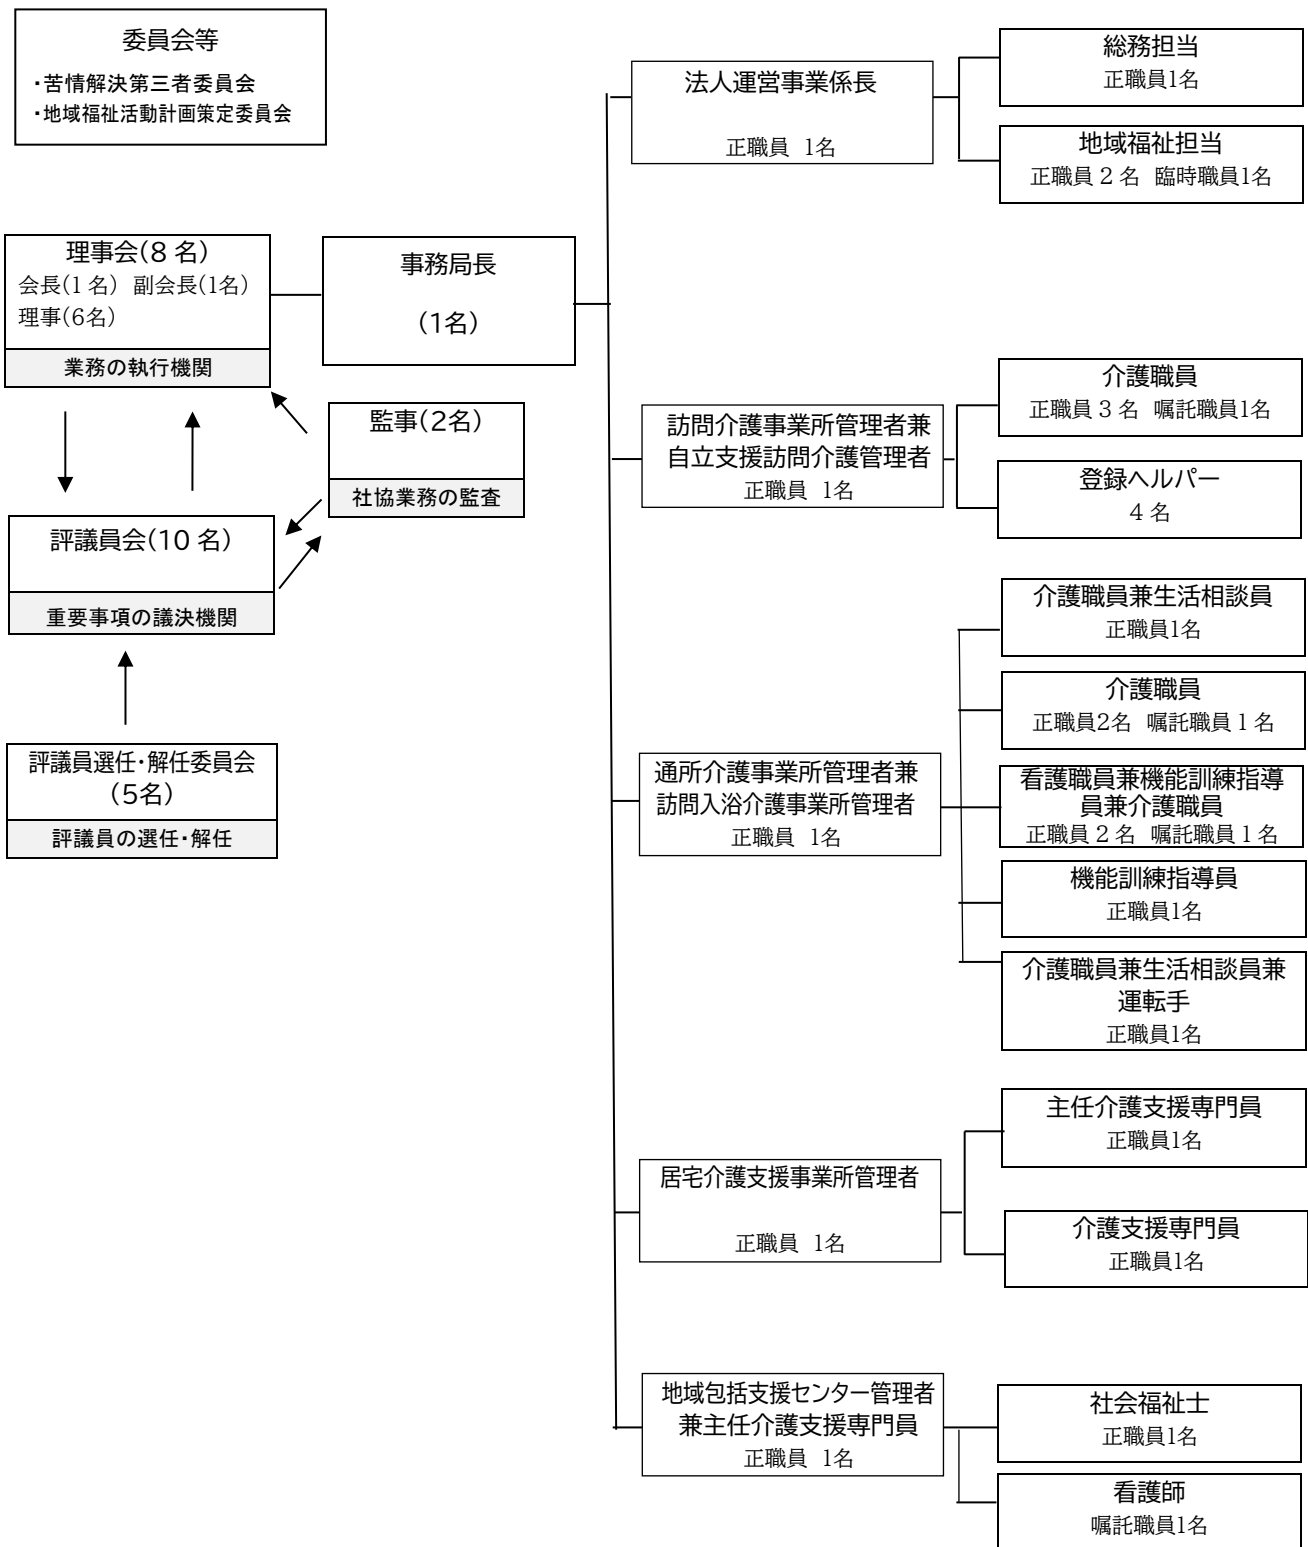 委員会等
・苦情解決第三者委員会
・地域福祉活動計画策定委員会
理事会(8 名)
会長(1 名) 副会長(1名)
理事(6名)
業務の執行機関
事務局長
(1名)
監事(2名)
社協業務の監査
評議員会(10 名)
重要事項の議決機関
評議員選任・解任委員会
(5名)
評議員の選任・解任
法人運営事業係長
正職員 1名
総務担当
正職員1名
地域福祉担当
正職員 2 名 臨時職員1名
訪問介護事業所管理者兼
自立支援訪問介護管理者
正職員 1名
介護職員
正職員 3 名 嘱託職員1名
登録ヘルパー
4 名
通所介護事業所管理者兼
訪問入浴介護事業所管理者
正職員 1名
介護職員兼生活相談員
正職員1名
介護職員
正職員2名 嘱託職員 1 名
看護職員兼機能訓練指導
員兼介護職員
正職員 2 名 嘱託職員 1 名
機能訓練指導員
正職員1名
介護職員兼生活相談員兼
運転手
正職員1名
居宅介護支援事業所管理者
正職員 1名
主任介護支援専門員
正職員1名
介護支援専門員
正職員1名
地域包括支援センター管理者
兼主任介護支援専門員
正職員 1名
社会福祉士
正職員1名
看護師
嘱託職員1名